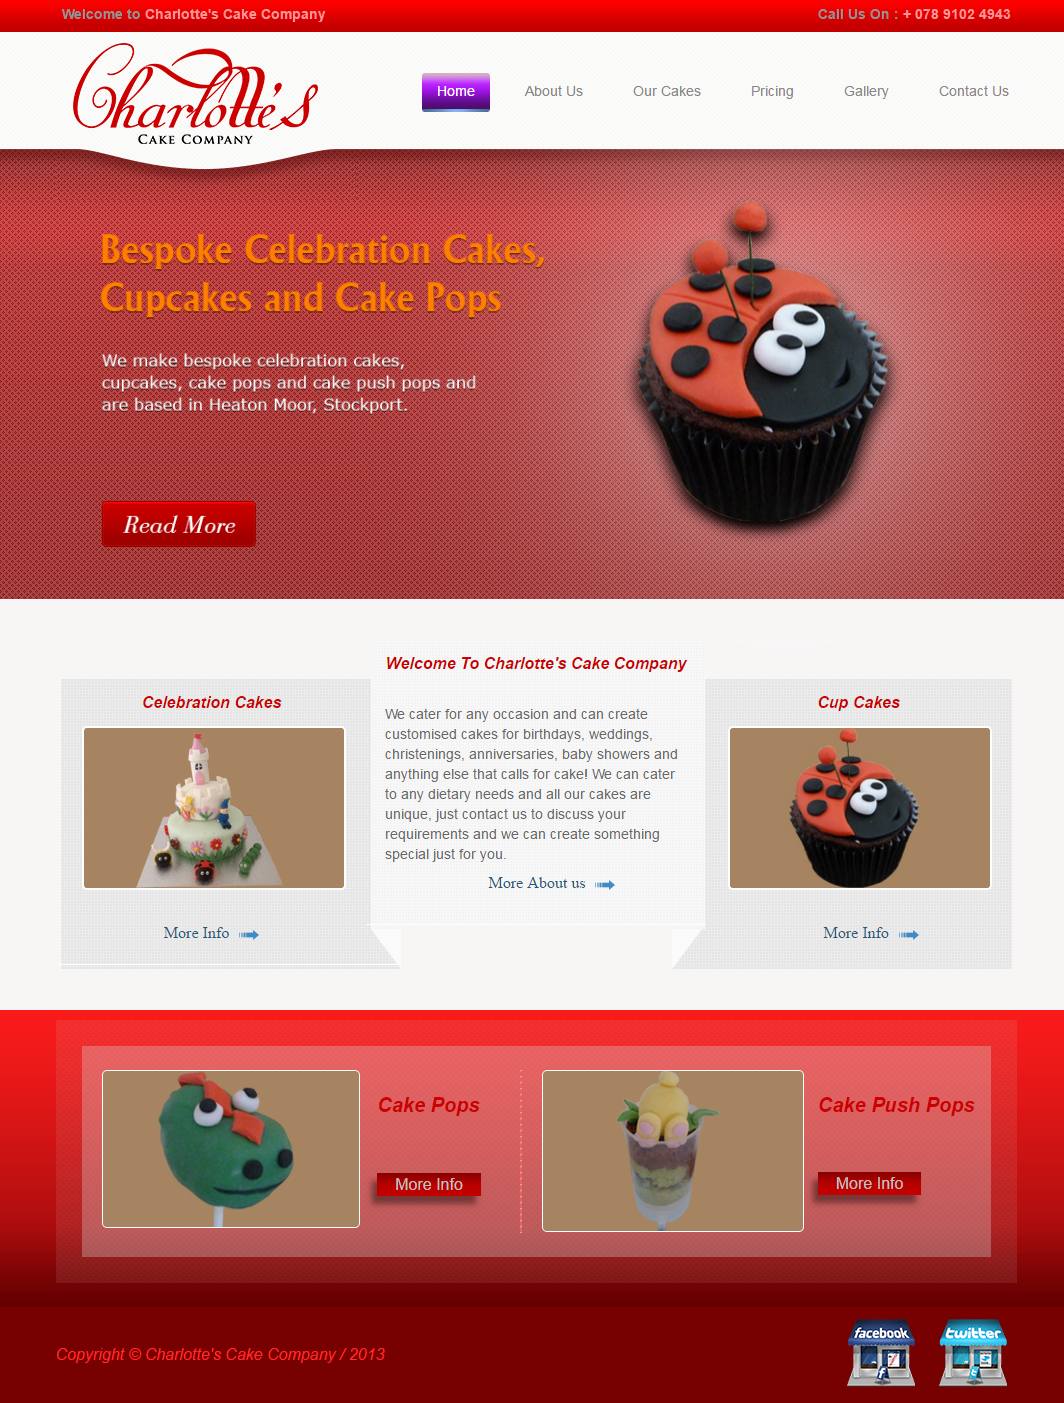 Welcome to Charlotte's Cake Company
Call Us On : + 078 9102 4943
Charlotte's
CAKE COMPANY
Home
About Us
Our Cakes
Pricing
Gallery
Contact Us
Bespoke Celebration Cakes,
Cupcakes and Cake Pops
We make bespoke celebration cakes,
cupcakes, cake pops and cake push pops and
are based in Heaton Moor, Stockport.
Read More
Celebration Cakes
More Info
Welcome To Charlotte's Cake Company
We cater for any occasion and can create
customised cakes for birthdays, weddings,
christenings, anniversaries, baby showers and
anything else that calls for cake! We can cater
to any dietary needs and all our cakes are
unique, just contact us to discuss your
requirements and we can create something
special just for you.
More About us
Cup Cakes
More Info
Cake Pops
More Info
Cake Push Pops
More Info
Copyright © Charlotte's Cake Company / 2013
facebook
f
twitter
t